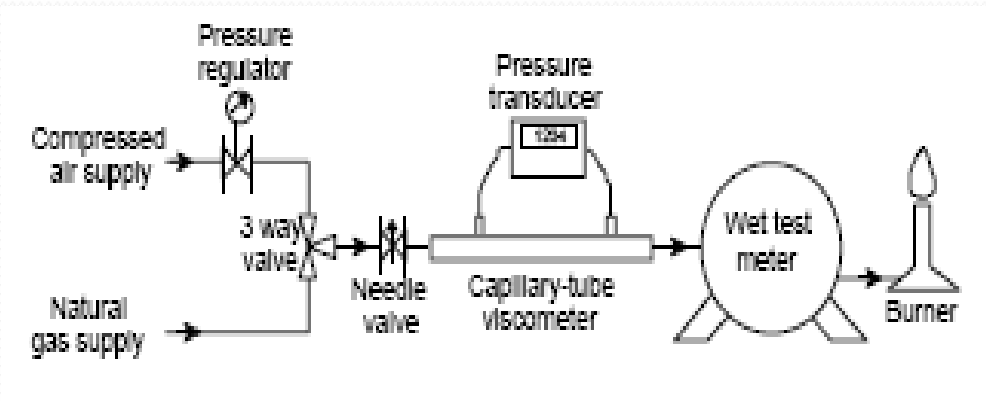 Pressure
regulator
Pressure
transducer
1234
Compressed
air supply
3 way
valve
Wet test
meter
Needle
valve
Capillary-tube
viscometer
Burner
Natural
gas supply